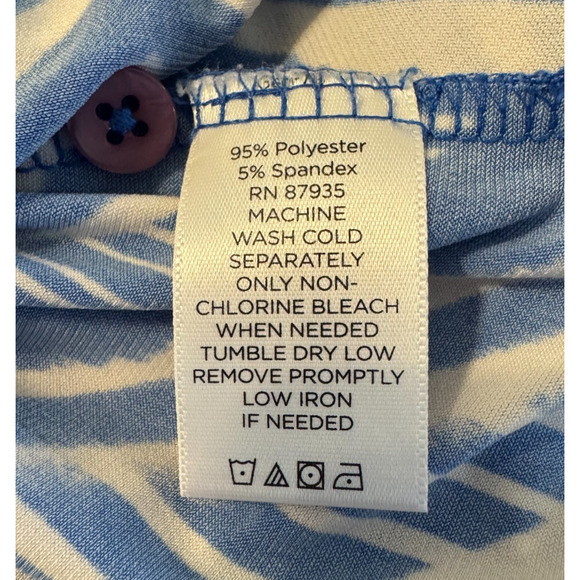 95% Polyester
5% Spandex
RN 87935
MACHINE
WASH COLD
SEPARATELY
ONLY NON-
CHLORINE BLEACH
WHEN NEEDED
TUMBLE DRY LOW
REMOVE PROMPTLY
LOW IRON
IF NEEDED